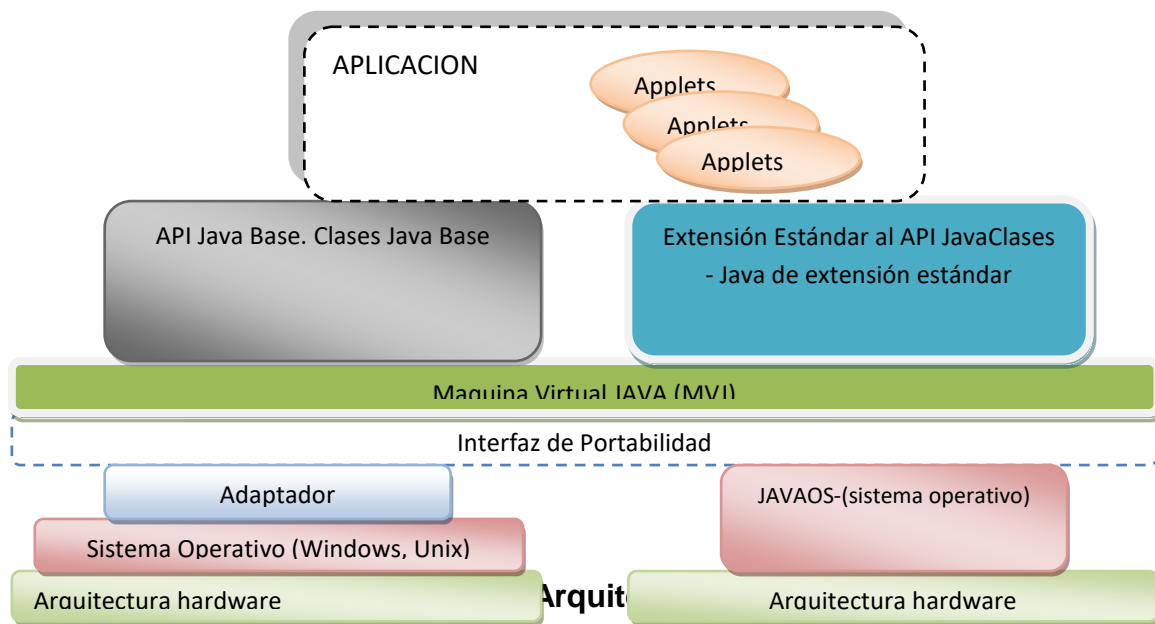 APLICACION
Applets
Applets
Applets
API Java Base. Clases Java Base
Extensión Estándar al API JavaClases
- Java de extensión estándar
Maquina Virtual JAVA (MVJ)
Interfaz de Portabilidad
Adaptador
JAVAOS-(sistema operativo)
Sistema Operativo (Windows, Unix)
Arquitectura hardware
Arquitectura hardware